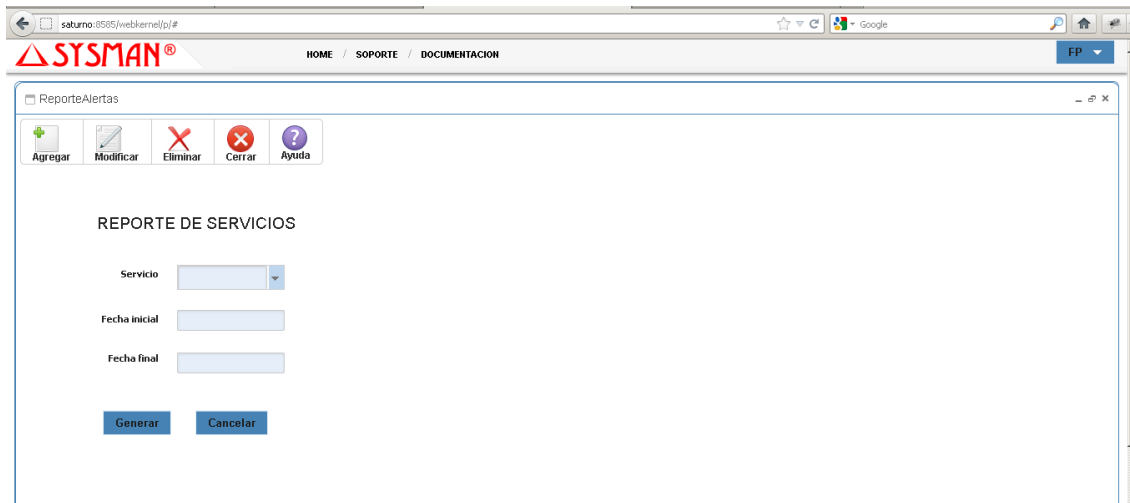 saturno:8585/webkernel/p/#
Google
SYSMAN®
HOME / SOPORTE / DOCUMENTACION
FP
ReporteAlertas
Agregar Modificar Eliminar Cerrar Ayuda
REPORTE DE SERVICIOS
Servicio
Fecha inicial
Fecha final
Generar Cancelar